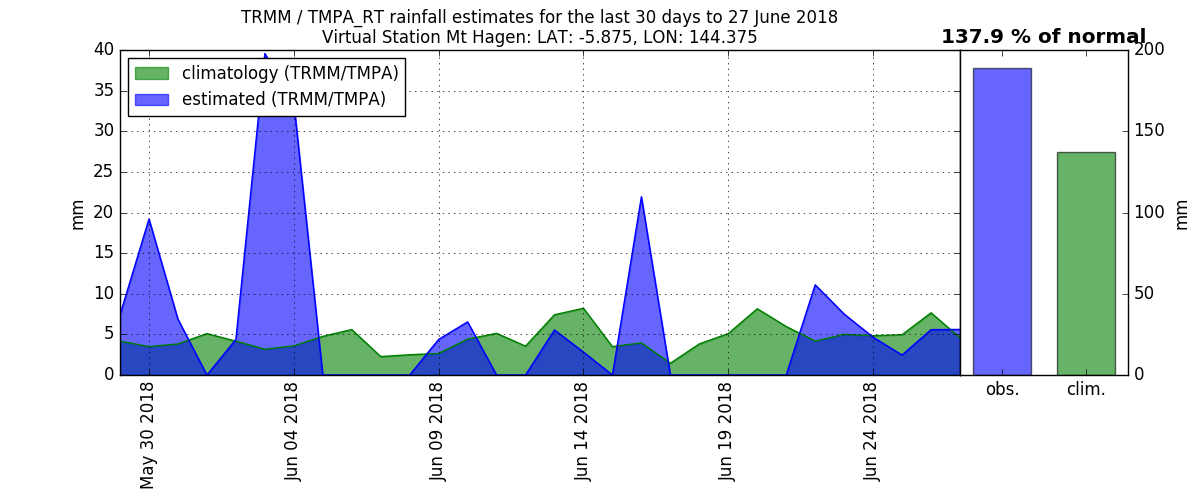 TRMM / TMPA_RT rainfall estimates for the last 30 days to 27 June 2018
Virtual Station Mt Hagen: LAT: -5.875, LON: 144.375
137.9 % of normal
climatology (TRMM/TMPA)
estimated (TRMM/TMPA)
40
35
30
25
20
15
10
5
0
mm
May 30 2018
Jun 04 2018
Jun 09 2018
Jun 14 2018
Jun 19 2018
Jun 24 2018
obs.
clim.
200
150
100
50
0
mm